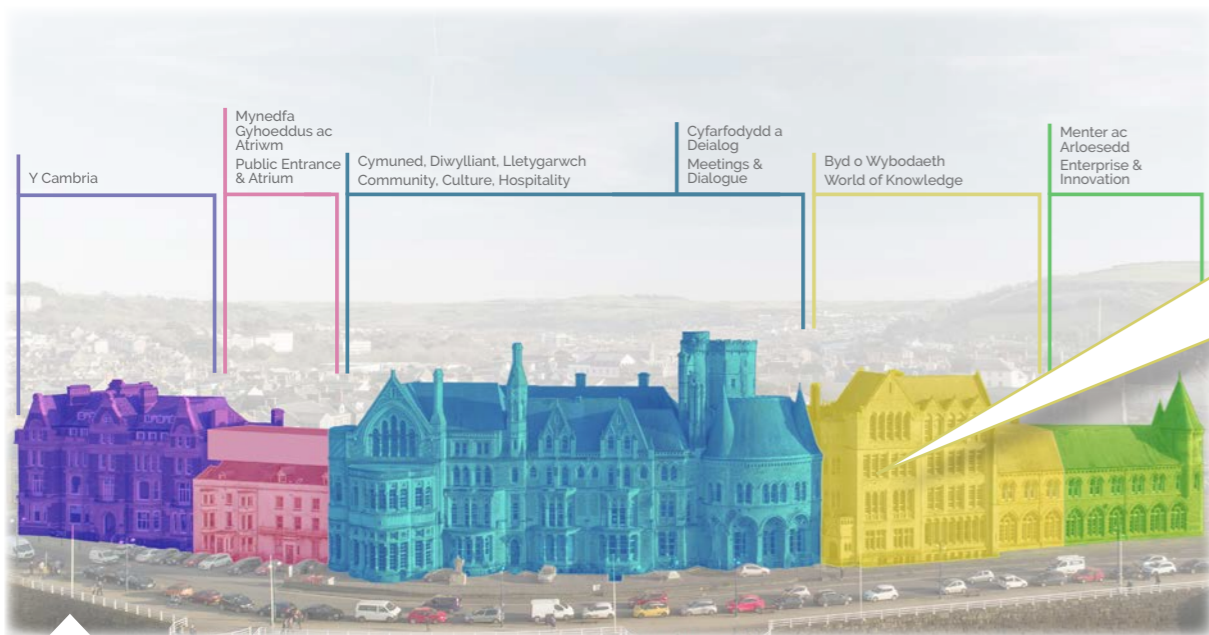 Y Cambria
Mynedfa
Gyhoeddus ac
Atriwm
Public Entrance
& Atrium
Cymuned, Diwylliant, Lletygarwch
Community, Culture, Hospitality
Cyfarfodydd a
Deialog
Meetings &
Dialogue
Byd o Wybodaeth
World of Knowledge
Menter ac
Arloesedd
Enterprise &
Innovation